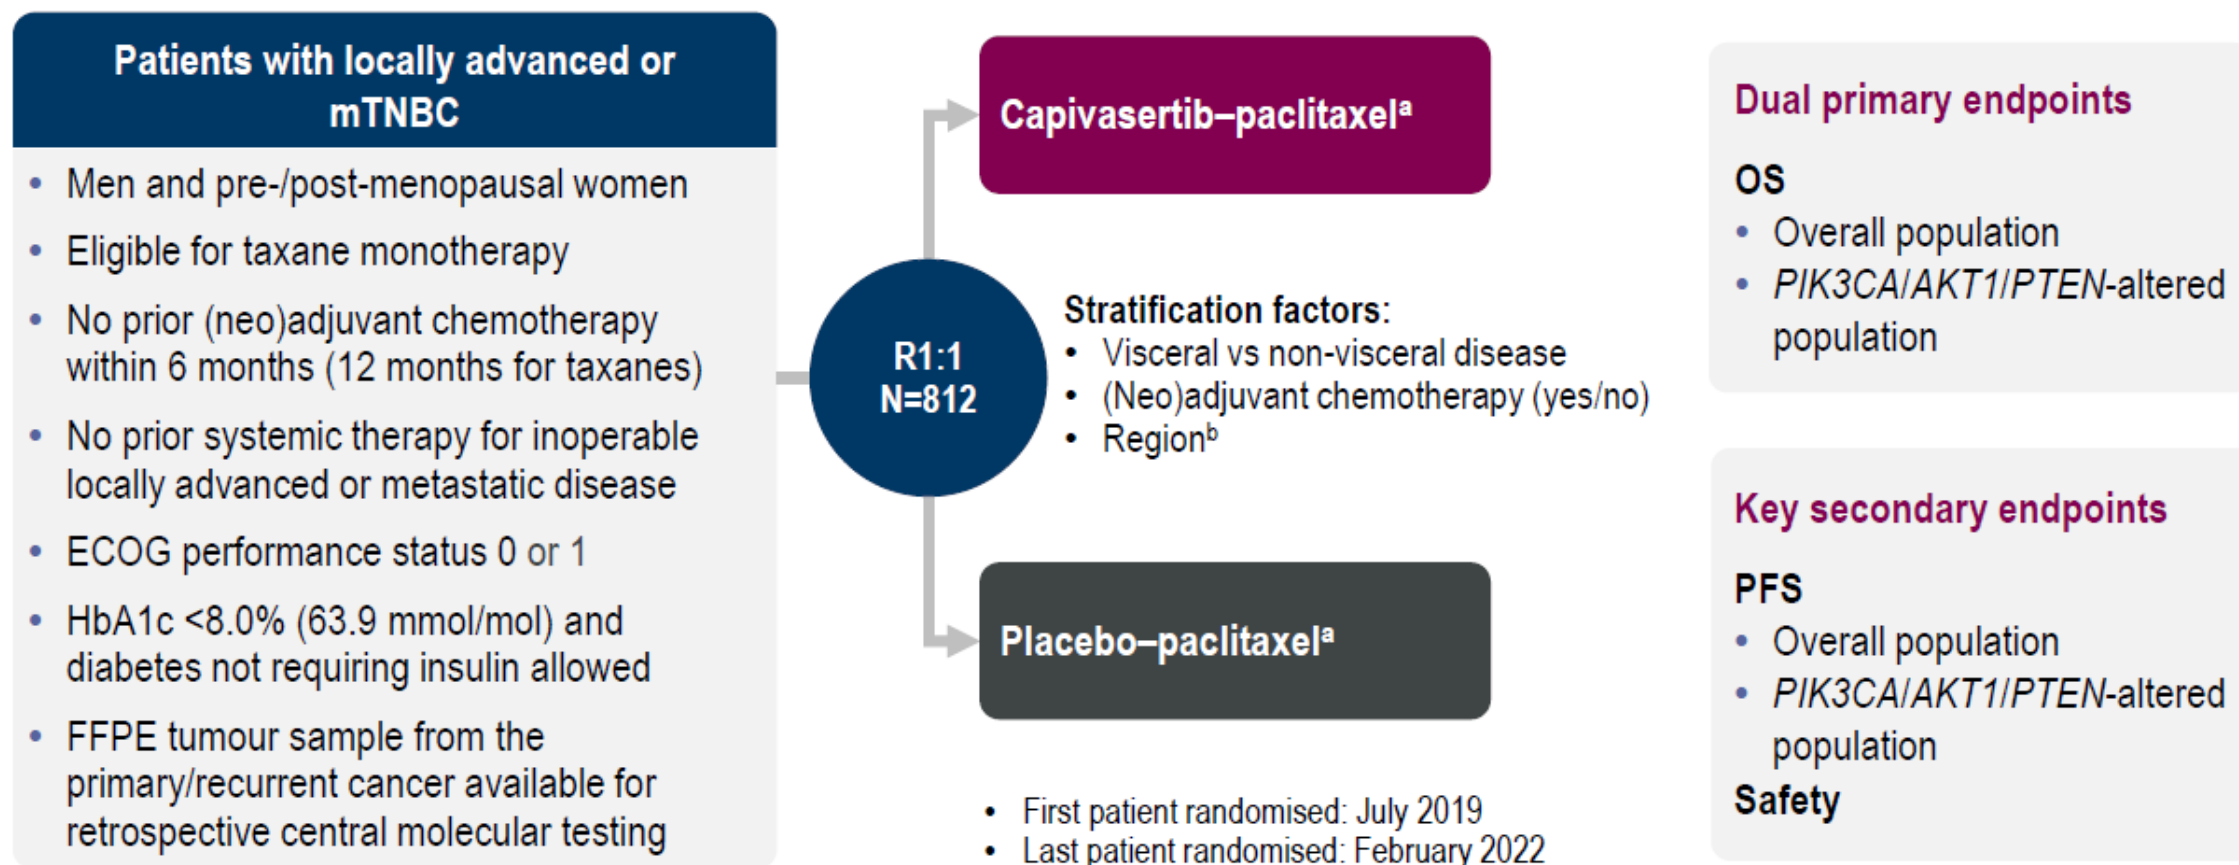 Patients with locally advanced or
mTNBC
• Men and pre-/post-menopausal women
• Eligible for taxane monotherapy
• No prior (neo)adjuvant chemotherapy
within 6 months (12 months for taxanes)
• No prior systemic therapy for inoperable
locally advanced or metastatic disease
• ECOG performance status 0 or 1
• HbA1c <8.0% (63.9 mmol/mol) and
diabetes not requiring insulin allowed
• FFPE tumour sample from the
primary/recurrent cancer available for
retrospective central molecular testing
R1:1
N=812
Capivasertib–paclitaxelᵃ
Stratification factors:
• Visceral vs non-visceral disease
• (Neo)adjuvant chemotherapy (yes/no)
• Regionᵇ
Placebo–paclitaxelᵃ
• First patient randomised: July 2019
• Last patient randomised: February 2022
Dual primary endpoints
OS
• Overall population
• PIK3CA/AKT1/PTEN-altered
population
Key secondary endpoints
PFS
• Overall population
• PIK3CA/AKT1/PTEN-altered
population
Safety